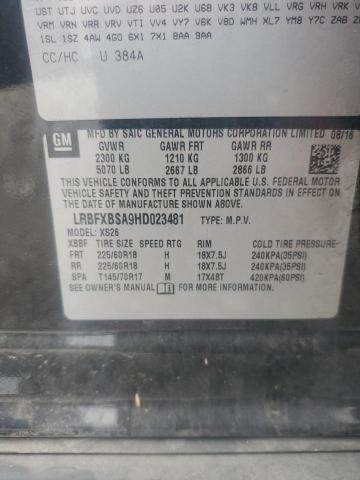 UST UTJ UVC UVD UZ6 U05 U2K U68 VK3 VK8 VLL VRG VRH VRK V
VRM VRN VRR VRV VTI VV4 VY7 V6K V8D WMH XL7 YM8 Y7C ZAB Z
1SL 1SZ 4AW 4G0 6X1 7X1 8AA 9AA
CC/HC U 384A
GM
MFD BY SAIC GENERAL MOTORS CORPORATION LIMITED 08/16
GVWR GAWR FRT GAWR RR
2300 KG 1210 KG 1300 KG
5070 LB 2667 LB 2866 LB
THIS VEHICLE CONFORMS TO ALL APPLICABLE U.S. FEDERAL MOTOR
VEHICLE SAFETY, BUMPER, AND THEFT PREVENTION STANDARDS
IN EFFECT ON THE DATE OF MANUFACTURE SHOWN ABOVE.
LRBFXBSA9HD023481 TYPE: M.P.V.
MODEL: XS26
XBBF TIRE SIZE SPEED RTG RIM COLD TIRE PRESSURE
FRT 225/60R18 H 18X7.5J 240KPA(35PSI)
RR 225/60R18 H 18X7.5J 240KPA(35PSI)
SPA T145/70R17 M 17X4BT 420KPA(60PSI)
SEE OWNER'S MANUAL FOR MORE INFORMATION.